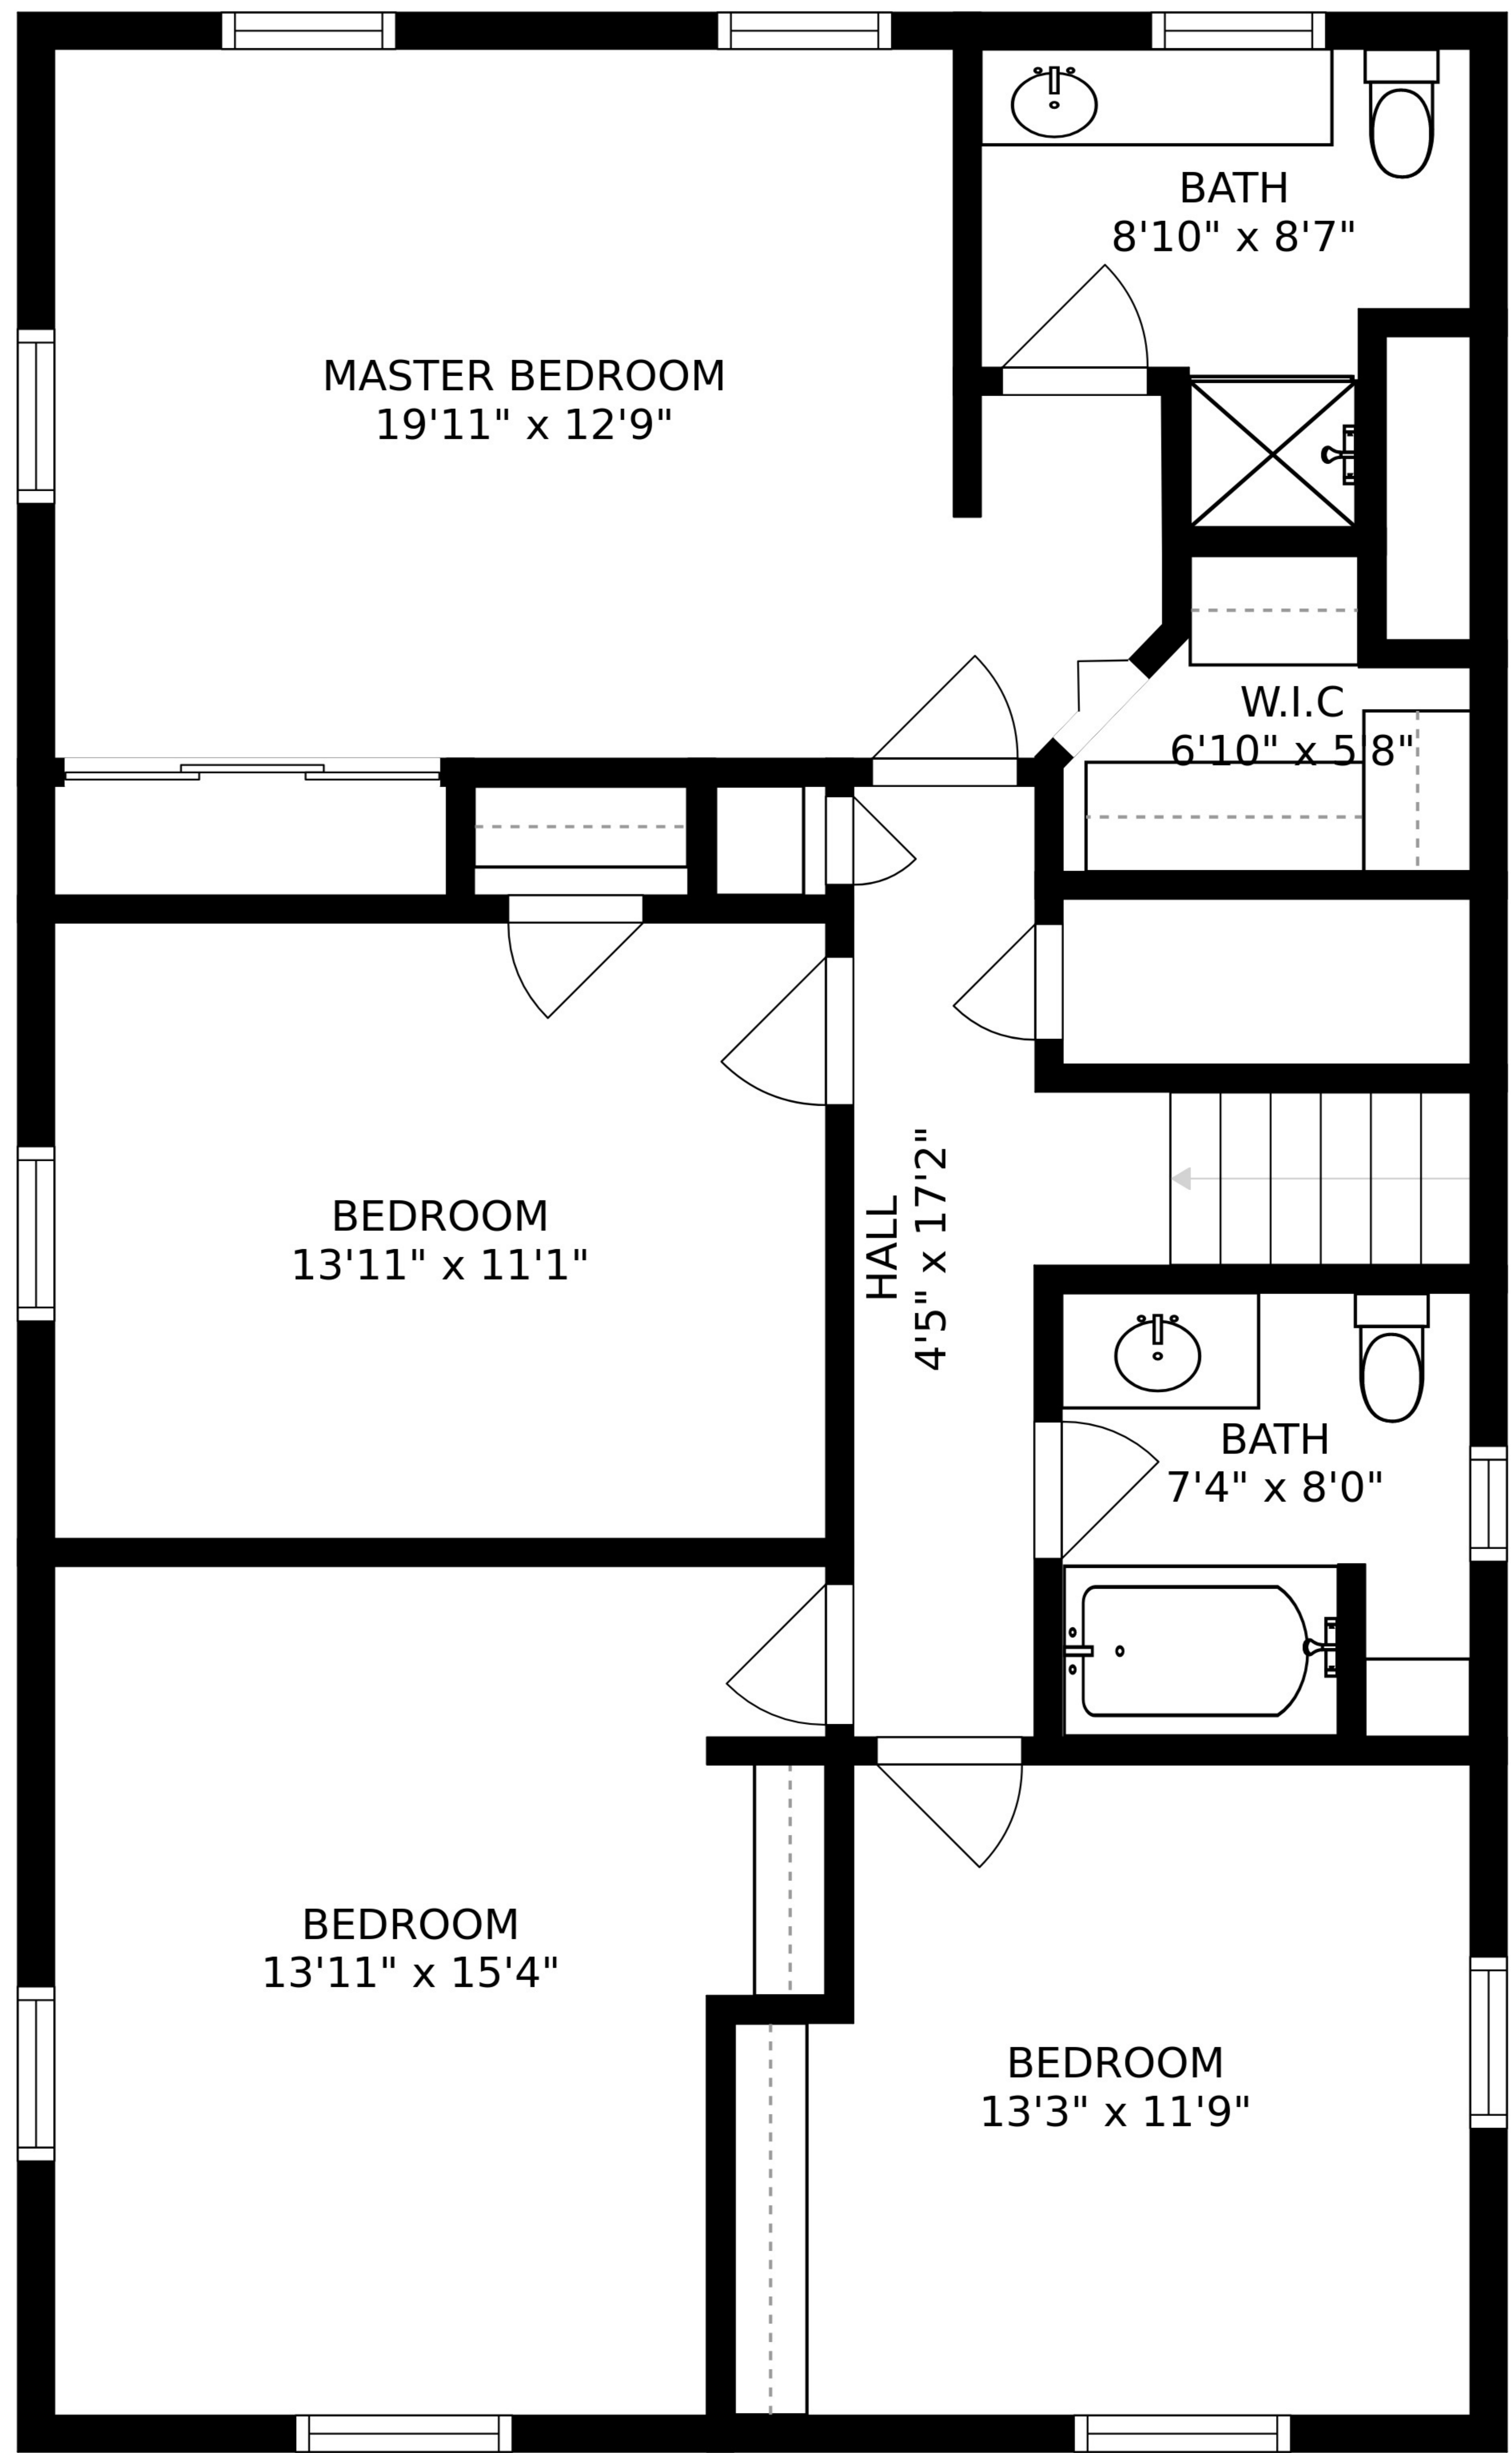 BATH
8'10" x 8'7"
MASTER BEDROOM
19'11" x 12'9"
W.I.C
6'10" x 5'8"
BEDROOM
13'11" x 11'1"
HALL
4'5" x 17'2"
BATH
7'4" x 8'0"
BEDROOM
13'11" x 15'4"
BEDROOM
13'3" x 11'9"